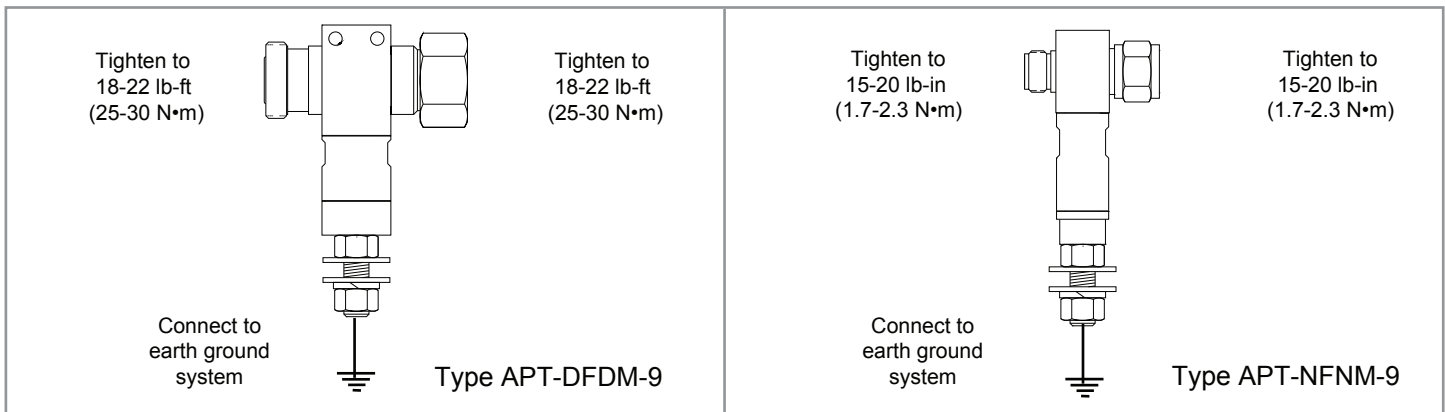 Tighten to
18-22 lb-ft
(25-30 N•m)
Tighten to
18-22 lb-ft
(25-30 N•m)
Connect to
earth ground
system
Type APT-DFDM-9
Tighten to
15-20 lb-in
(1.7-2.3 N•m)
Tighten to
15-20 lb-in
(1.7-2.3 N•m)
Connect to
earth ground
system
Type APT-NFNM-9